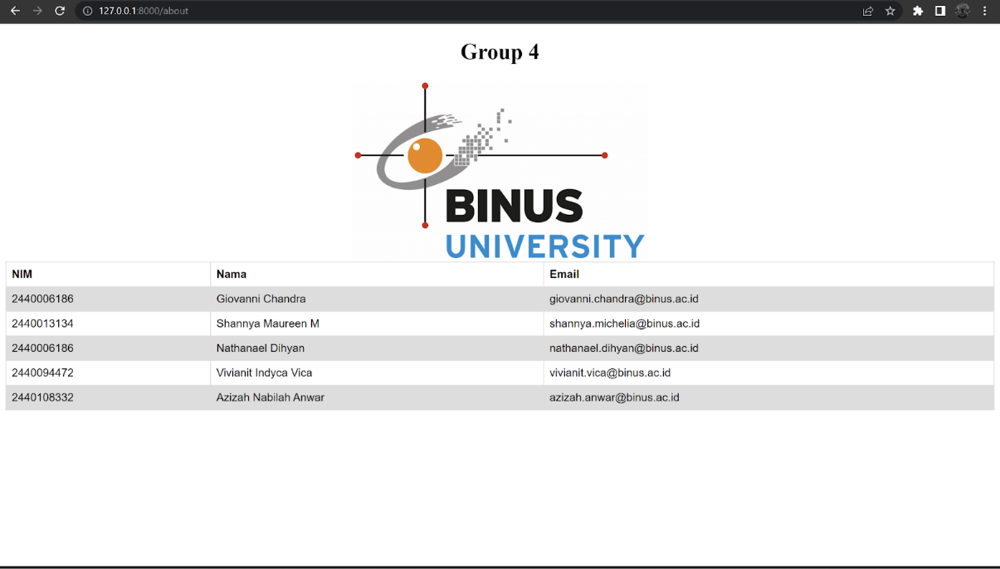 127.0.0.1:8000/about
Group 4
BINUS
UNIVERSITY
NIM Nama Email
2440006186 Giovanni Chandra giovanni.chandra@binus.ac.id
2440013134 Shannya Maureen M shannya.michelia@binus.ac.id
2440006186 Nathanael Dihyan nathanael.dihyan@binus.ac.id
2440094472 Vivianit Indyca Vica vivianit.vica@binus.ac.id
2440108332 Azizah Nabilah Anwar azizah.anwar@binus.ac.id